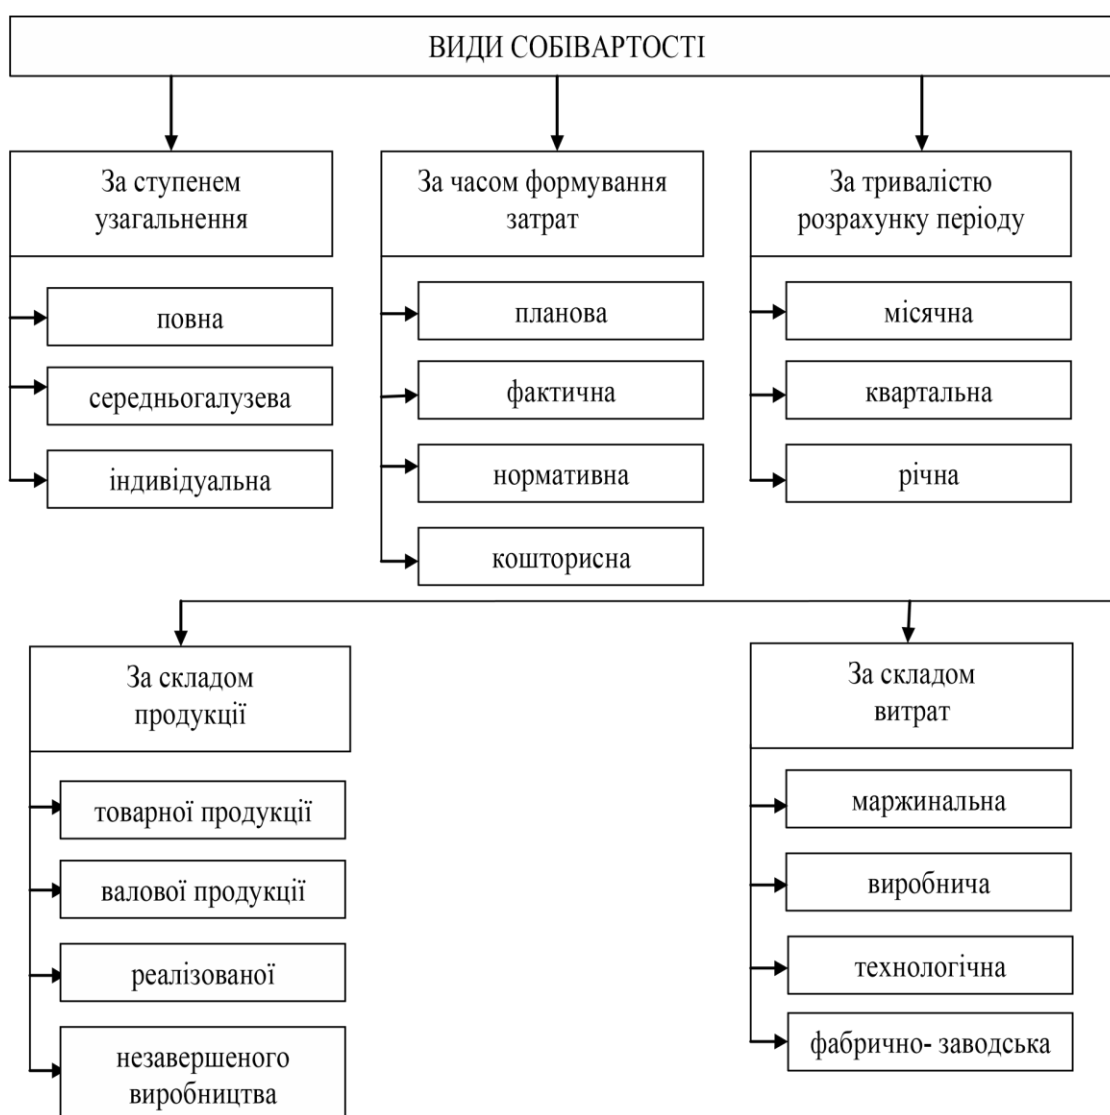 ВИДИ СОБІВАРТОСТІ
За ступенем
узагальнення
повна
середньогалузева
індивідуальна
За часом формування
затрат
планова
фактична
нормативна
кошторисна
За тривалістю
розрахунку періоду
місячна
квартальна
річна
За складом
продукції
товарної продукції
валової продукції
реалізованої
незавершеного
виробництва
За складом
витрат
маржинальна
виробнича
технологічна
фабрично- заводська